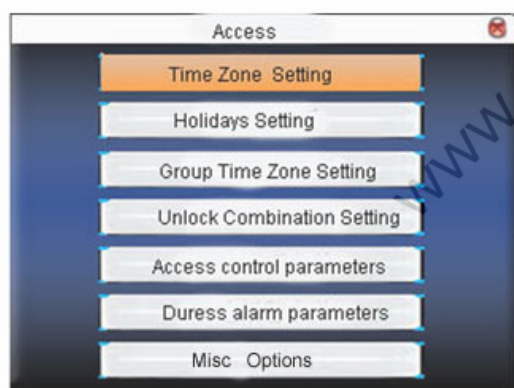 Access
Time Zone Setting
Holidays Setting
Group Time Zone Setting
www
Unlock Combination Setting
Access control parameters
Duress alarm parameters
Misc Options